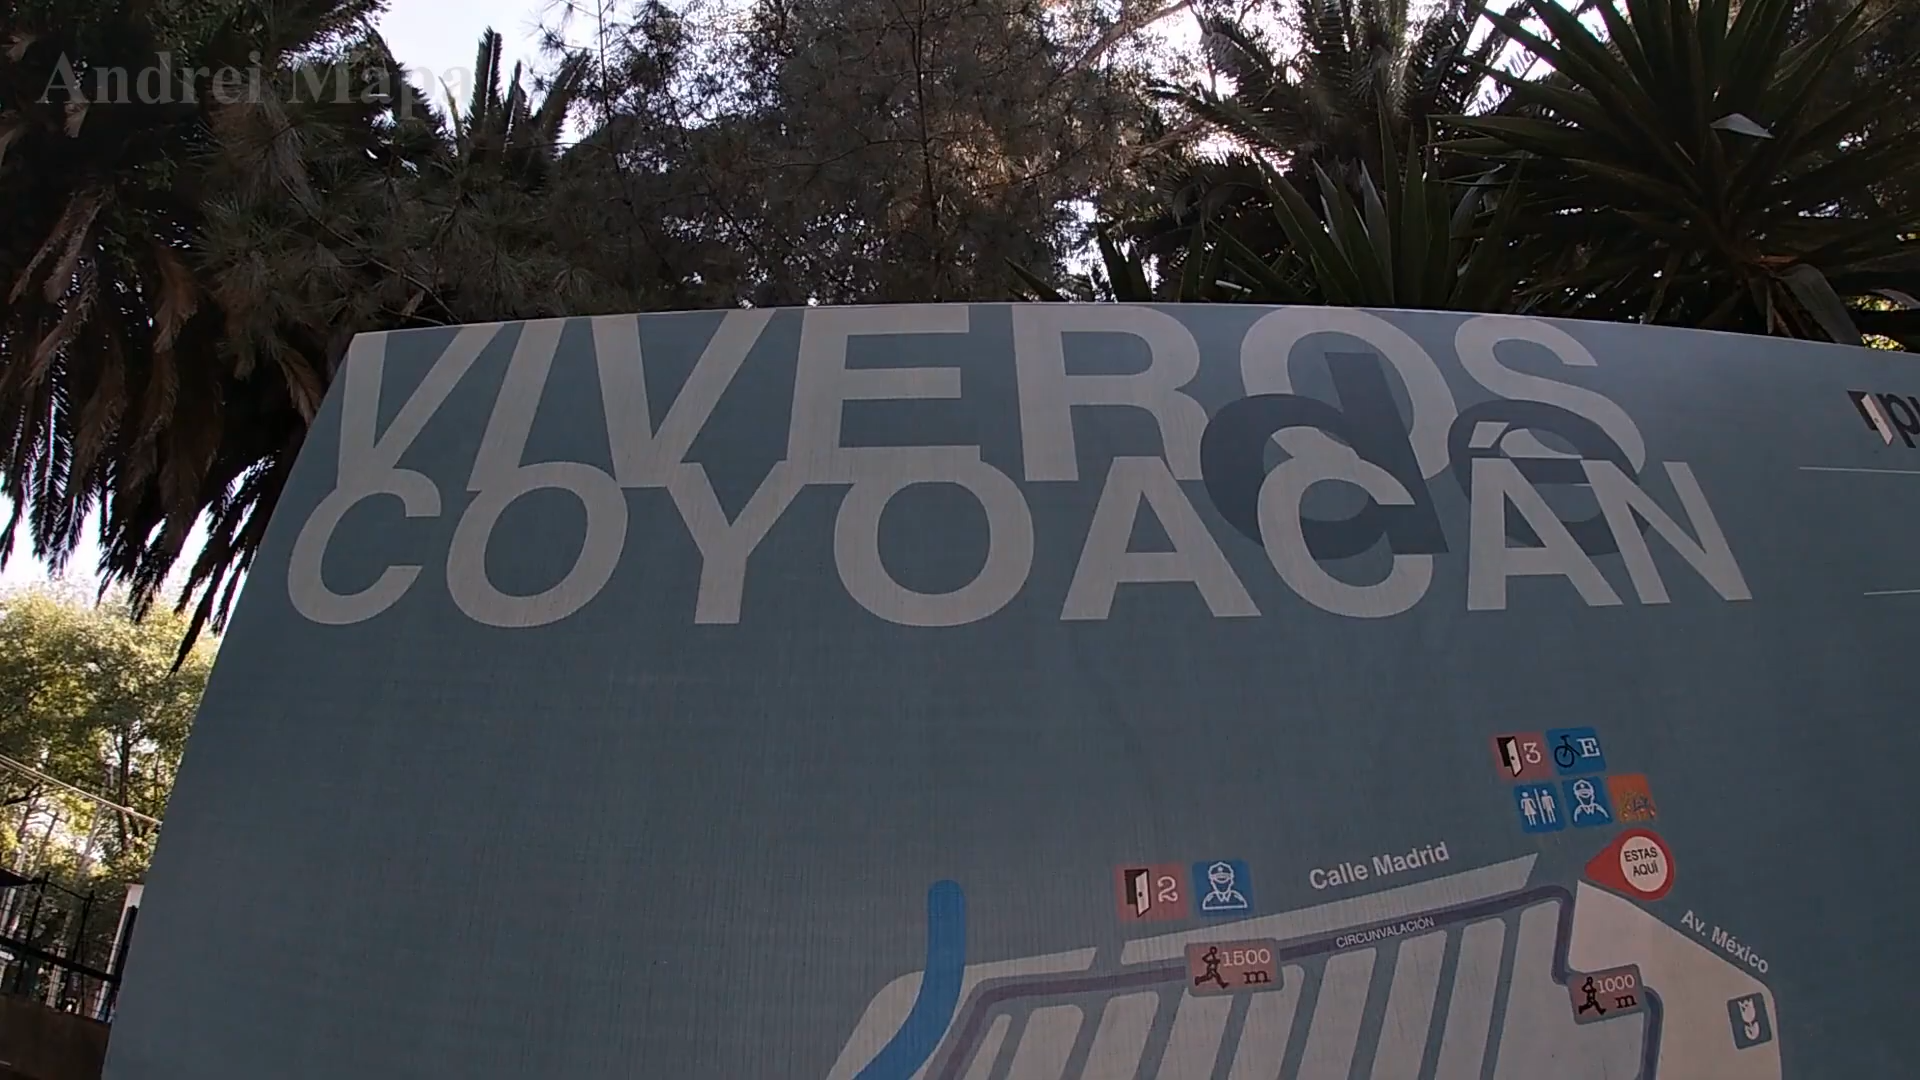 Andrei Mapa
VIVEROS
de
COYOACÁN
3
E
ESTAS
AQUÍ
2
Calle Madrid
Av. México
CIRCUNVALACIÓN
1500
m
1000
m